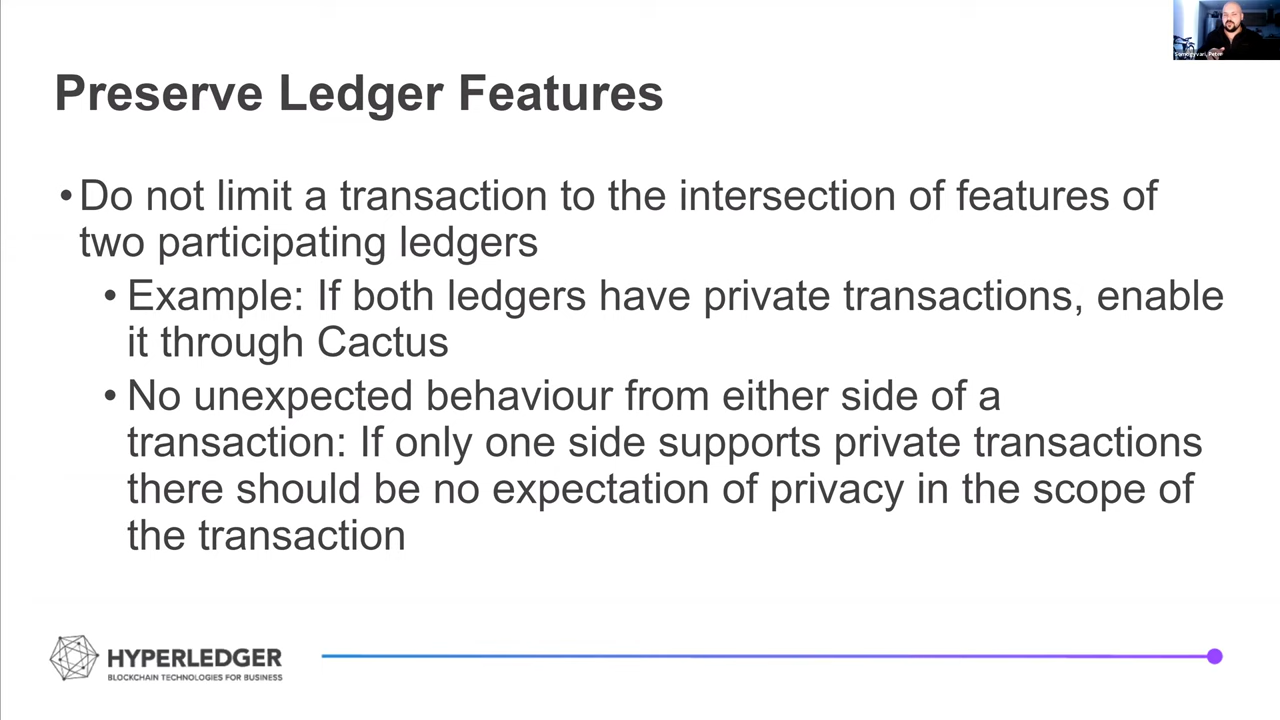 Somogyvari, Peter
Preserve Ledger Features
•Do not limit a transaction to the intersection of features of
two participating ledgers
•Example: If both ledgers have private transactions, enable
it through Cactus
•No unexpected behaviour from either side of a
transaction: If only one side supports private transactions
there should be no expectation of privacy in the scope of
the transaction
HYPERLEDGER
BLOCKCHAIN TECHNOLOGIES FOR BUSINESS